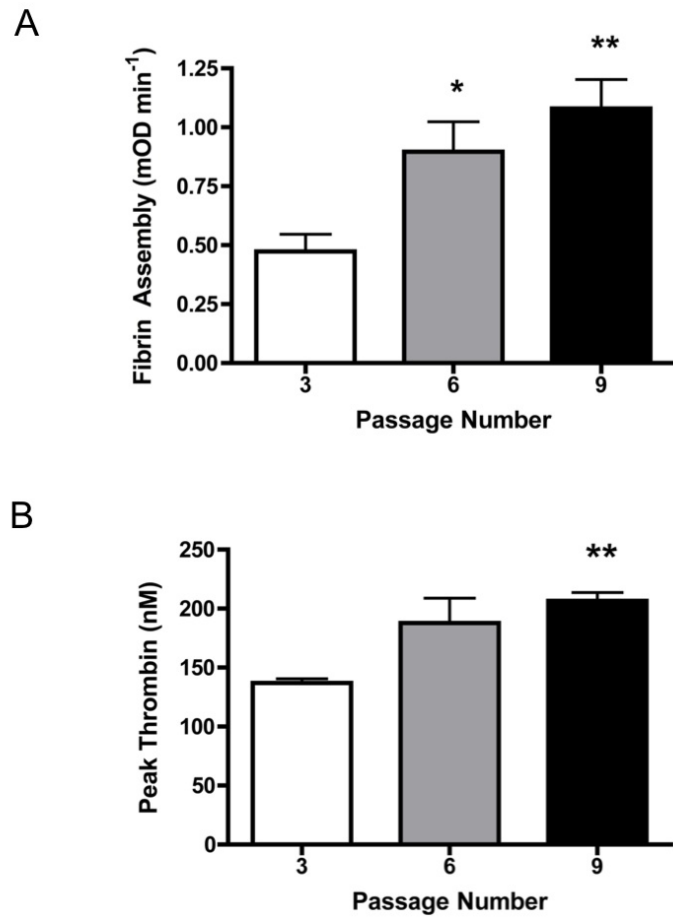 A
Fibrin Assembly (mOD min⁻¹)
1.25
1.00
0.75
0.50
0.25
0.00
*
**
3 6 9
Passage Number
B
Peak Thrombin (nM)
250
200
150
100
50
0
**
3 6 9
Passage Number